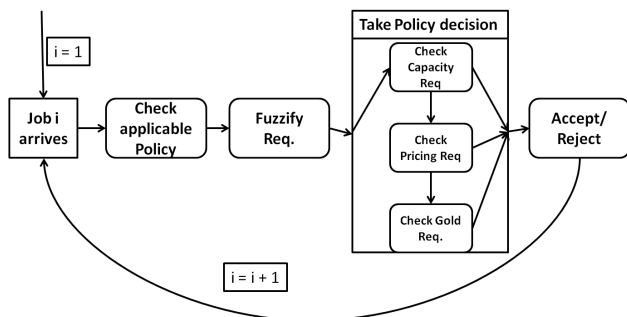 i = 1
Job i
arrives
Check
applicable
Policy
Fuzzify
Req.
Take Policy decision
Check
Capacity
Req
Check
Pricing Req
Check Gold
Req.
Accept/
Reject
i = i + 1